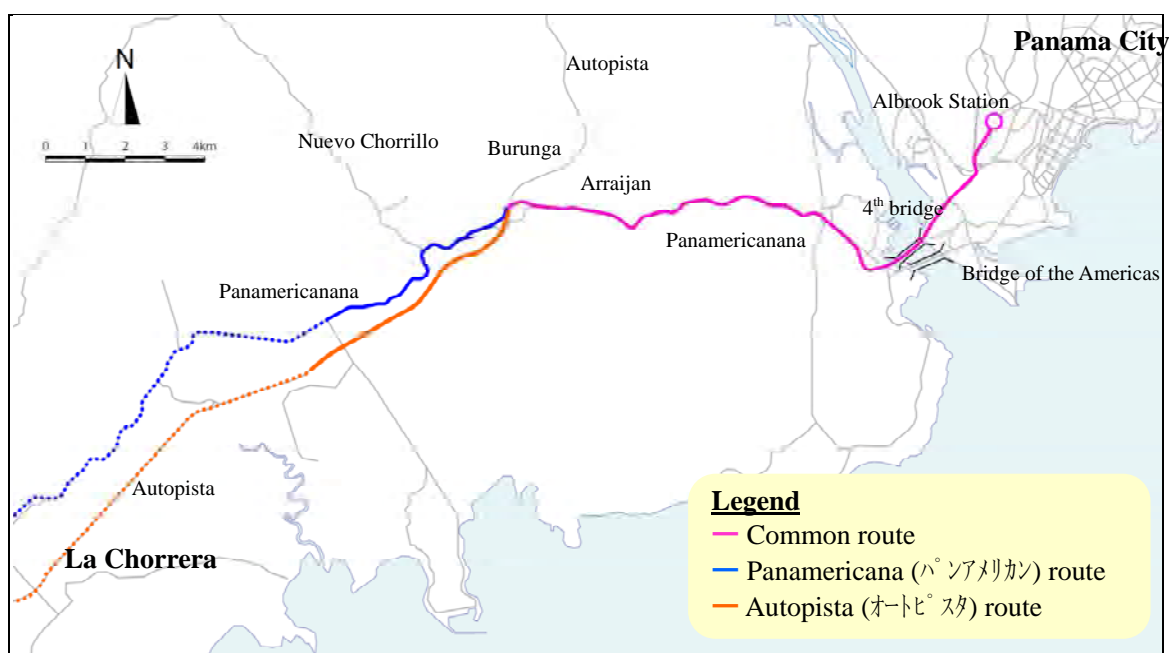 Panama City
N
Autopista
Albrook Station
0 1 2 3 4km
Nuevo Chorrillo
Burunga
Arraijan
4th bridge
Panamericanana
Bridge of the Americas
Panamericanana
Autopista
La Chorrera
Legend
Common route
Panamericana (ﾊﾟﾝｱﾒﾘｶﾝ) route
Autopista (ｵｰﾄﾋﾟｽﾀ) route